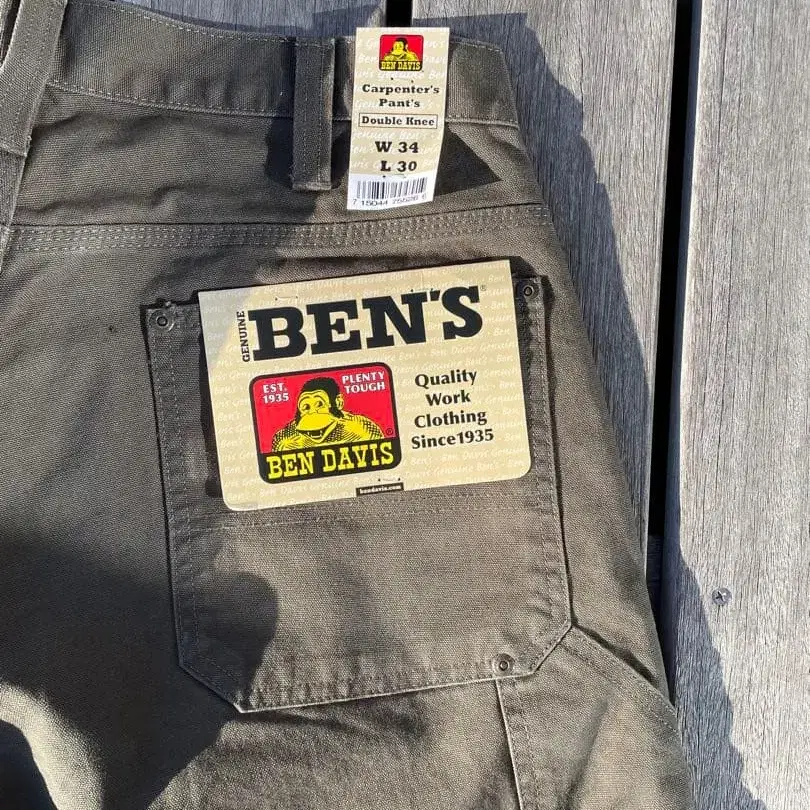 BEN DAVIS
Carpenter's
Pant's
Double Knee
W 34
L 30
GENUINE
BEN'S®
EST.
1935
PLENTY
TOUGH
BEN DAVIS®
Quality
Work
Clothing
Since1935
bendavis.com